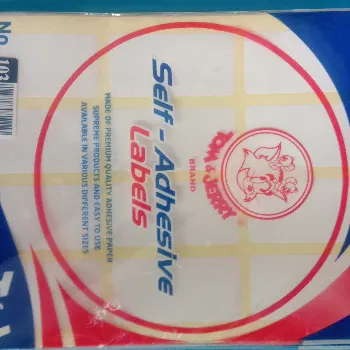 TOM & JERRY ®
BRAND
Self - Adhesive
Labels
MADE OF PREMIUM QUALITY ADHESIVE PAPER
SUPREME PRODUCTS AND EASY TO USE
AVAILABLE IN VARIOUS DIFFERENT SIZES
No
103